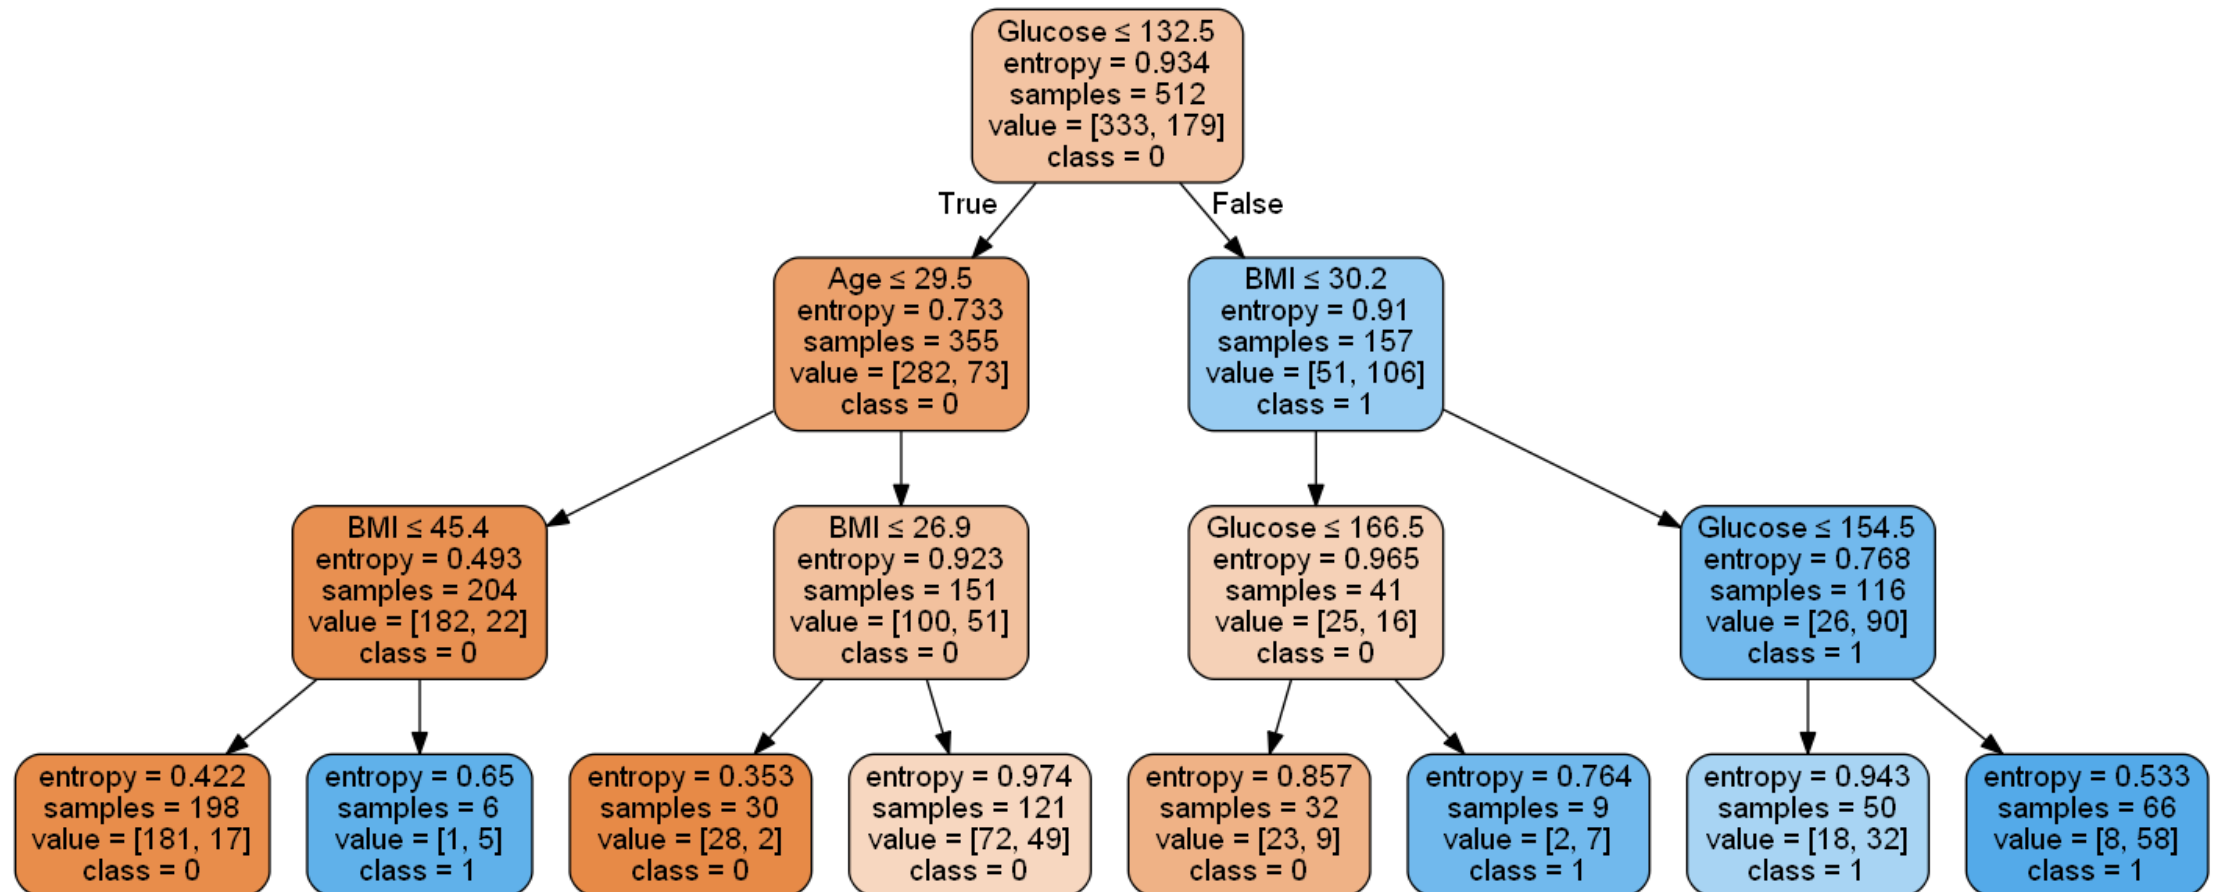 Glucose ≤ 132.5
entropy = 0.934
samples = 512
value = [333, 179]
class = 0
True
False
Age ≤ 29.5
entropy = 0.733
samples = 355
value = [282, 73]
class = 0
BMI ≤ 30.2
entropy = 0.91
samples = 157
value = [51, 106]
class = 1
BMI ≤ 45.4
entropy = 0.493
samples = 204
value = [182, 22]
class = 0
BMI ≤ 26.9
entropy = 0.923
samples = 151
value = [100, 51]
class = 0
Glucose ≤ 166.5
entropy = 0.965
samples = 41
value = [25, 16]
class = 0
Glucose ≤ 154.5
entropy = 0.768
samples = 116
value = [26, 90]
class = 1
entropy = 0.422
samples = 198
value = [181, 17]
class = 0
entropy = 0.65
samples = 6
value = [1, 5]
class = 1
entropy = 0.353
samples = 30
value = [28, 2]
class = 0
entropy = 0.974
samples = 121
value = [72, 49]
class = 0
entropy = 0.857
samples = 32
value = [23, 9]
class = 0
entropy = 0.764
samples = 9
value = [2, 7]
class = 1
entropy = 0.943
samples = 50
value = [18, 32]
class = 1
entropy = 0.533
samples = 66
value = [8, 58]
class = 1